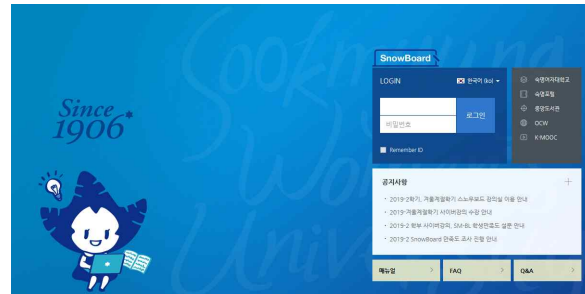 Sookmyung
Women's
University
Since
1906
SnowBoard
LOGIN
한국어 (ko)
비밀번호
로그인
Remember ID
숙명여자대학교
숙명포털
중앙도서관
OCW
K-MOOC
공지사항
2019-2학기, 겨울계절학기 스노우보드 강의실 이용 안내
2019-겨울계절학기 사이버강의 수강 안내
2019-2 학부 사이버강의, SM-BL 학생만족도 설문 안내
2019-2 SnowBoard 만족도 조사 진행 안내
매뉴얼
FAQ
Q&A